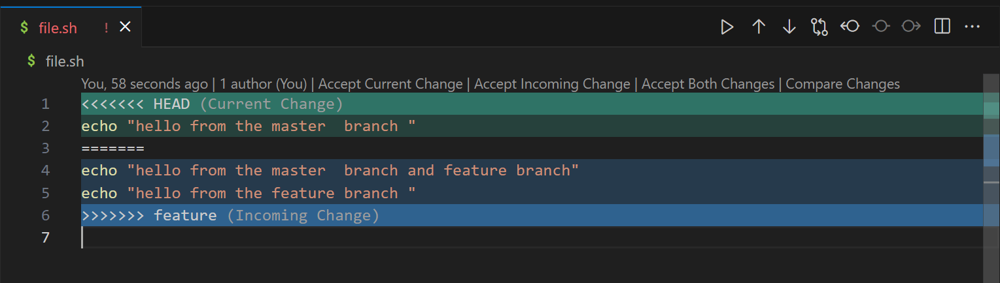 $ file.sh !
$ file.sh
You, 58 seconds ago | 1 author (You) | Accept Current Change | Accept Incoming Change | Accept Both Changes | Compare Changes
1 <<<<<<< HEAD (Current Change)
2 echo "hello from the master  branch "
3 =======
4 echo "hello from the master  branch and feature branch"
5 echo "hello from the feature branch "
6 >>>>>>> feature (Incoming Change)
7